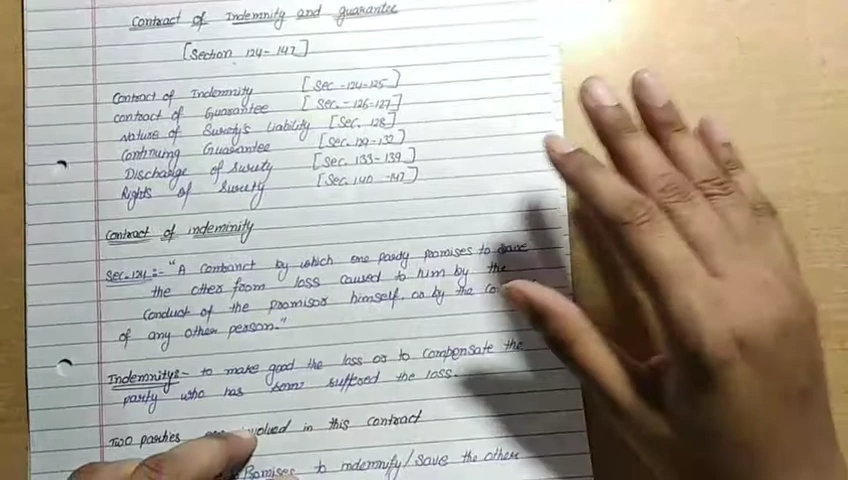 Contract of Indemnity and guarantee
[Section 124-147]
Contract of Indemnity [Sec-124-125]
contract of Guarantee [Sec.-126-127]
Nature of Surety's Liability [Sec. 128]
Continuing Guarantee [Sec. 129-132]
Discharge of Surety [Sec. 133-139]
Rights of Surety [Sec. 140-147]
Contract of indeminity
Sec.124:- "A by which one party promises to save
the other from loss caused to him by the
conduct of the promisor himself, or by the
of any other person."
Indemnity:- to make good the loss or to compensate the
party who has suffered the loss.
Two parties involved in this contract
Promises to indemnify/save the other